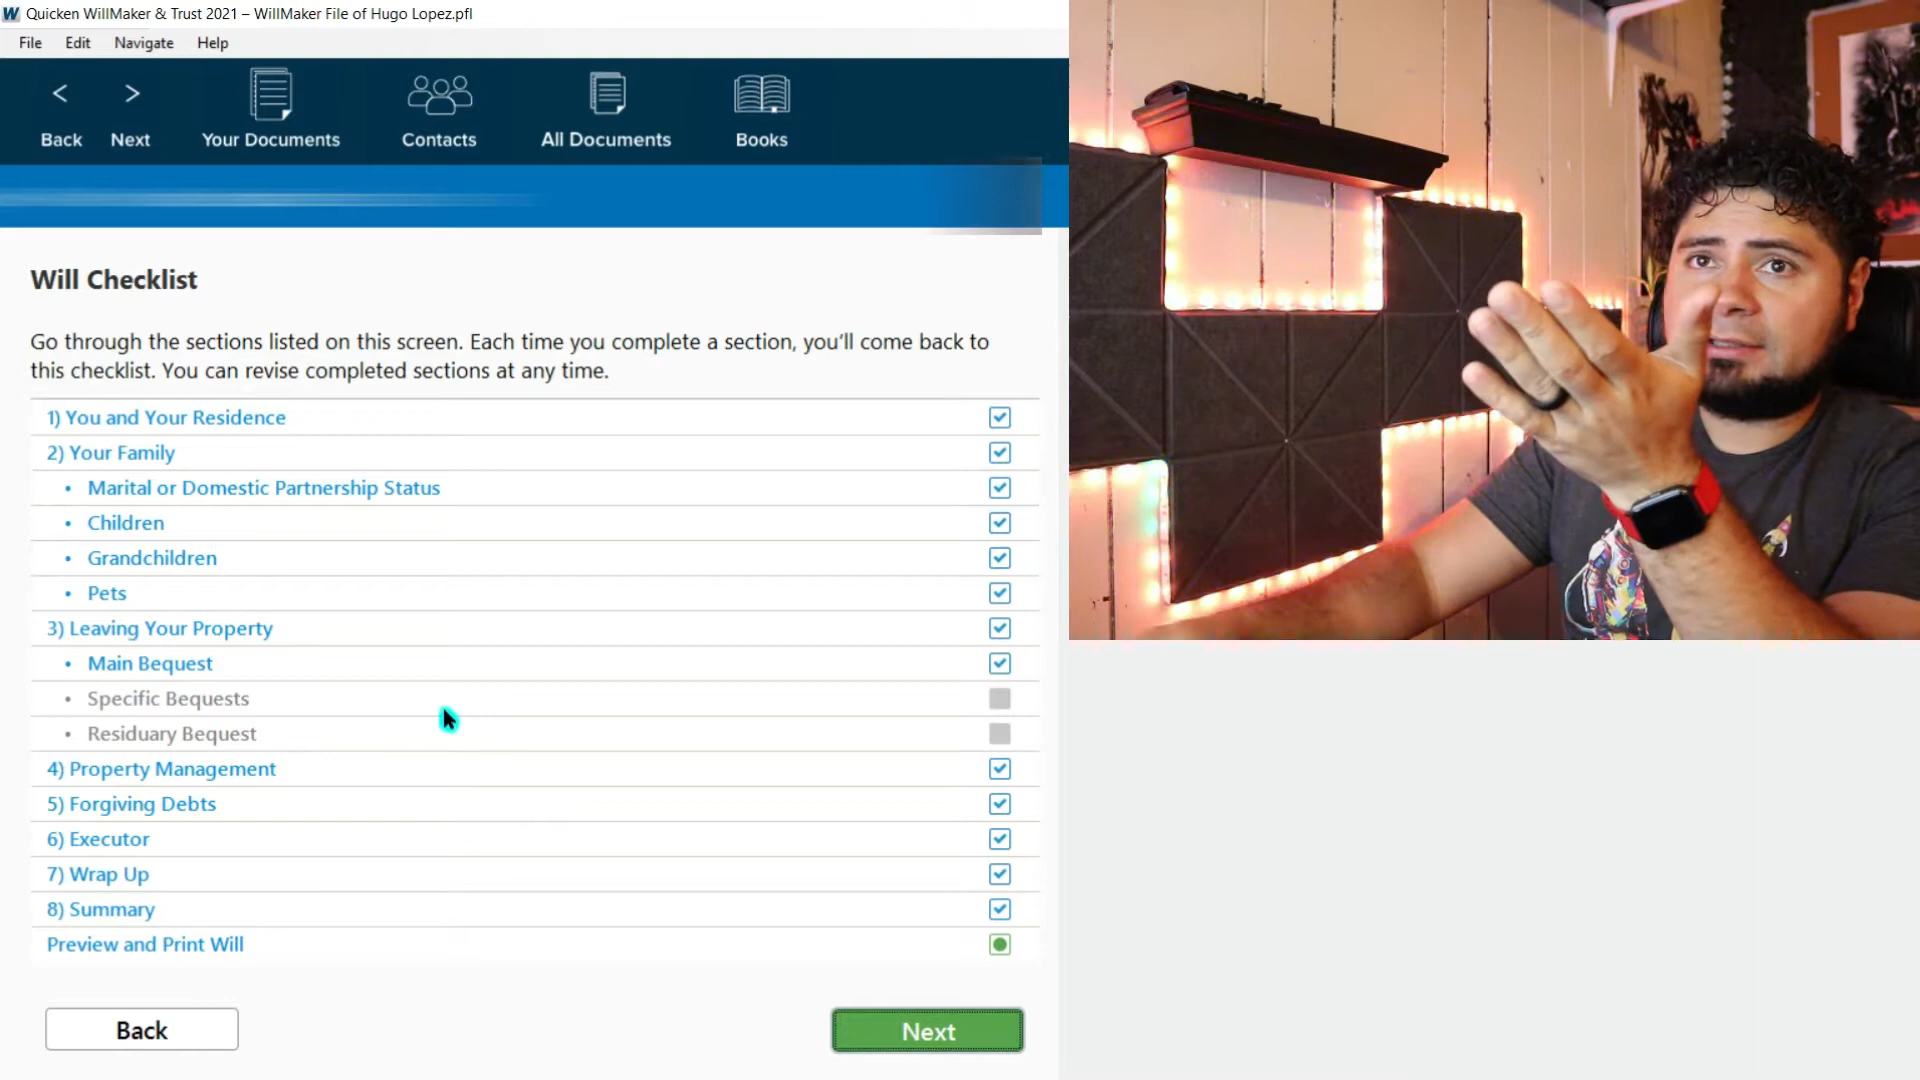 W Quicken WillMaker & Trust 2021 – WillMaker File of Hugo Lopez.pfl
File Edit Navigate Help
< >
Back Next Your Documents Contacts All Documents Books
Will Checklist
Go through the sections listed on this screen. Each time you complete a section, you'll come back to
this checklist. You can revise completed sections at any time.
1) You and Your Residence
2) Your Family
• Marital or Domestic Partnership Status
• Children
• Grandchildren
• Pets
3) Leaving Your Property
• Main Bequest
• Specific Bequests
• Residuary Bequest
4) Property Management
5) Forgiving Debts
6) Executor
7) Wrap Up
8) Summary
Preview and Print Will
Back Next